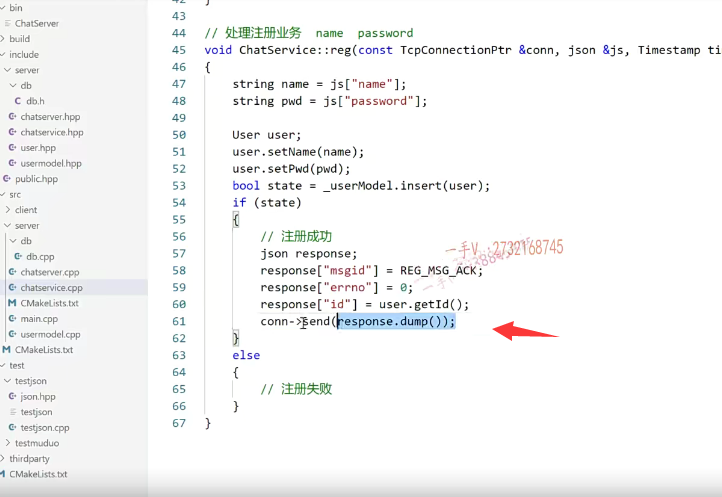 bin
ChatServer
build
include
server
db
db.h
chatserver.hpp
chatservice.hpp
user.hpp
usermodel.hpp
public.hpp
src
client
server
db
db.cpp
chatserver.cpp
chatservice.cpp
CMakeLists.txt
main.cpp
usermodel.cpp
CMakeLists.txt
test
testjson
json.hpp
testjson
testjson.cpp
testmuduo
thirdparty
CMakeLists.txt
42 }
43
44 // 处理注册业务 name password
45 void ChatService::reg(const TcpConnectionPtr &conn, json &js, Timestamp ti
46 {
47 string name = js["name"];
48 string pwd = js["password"];
49
50 User user;
51 user.setName(name);
52 user.setPwd(pwd);
53 bool state = _userModel.insert(user);
54 if (state)
55 {
56 // 注册成功
57 json response;
58 response["msgid"] = REG_MSG_ACK;
59 response["errno"] = 0;
60 response["id"] = user.getId();
61 conn->send(response.dump());
62 }
63 else
64 {
65 // 注册失败
66 }
67 }
一手V：2732168745